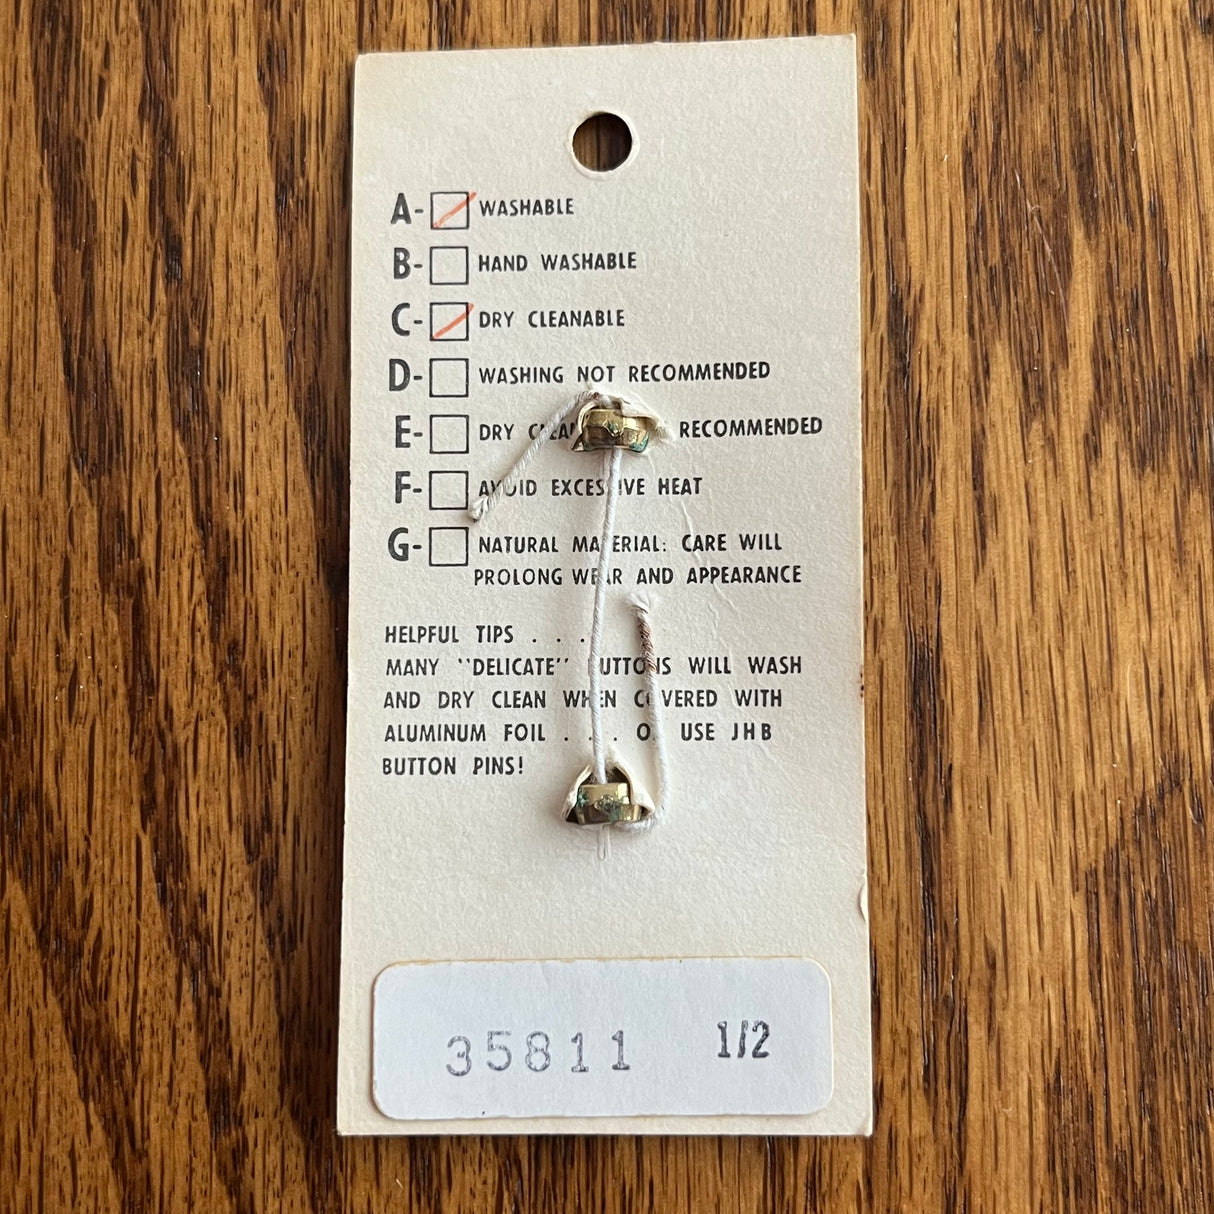 A- WASHABLE
B- HAND WASHABLE
C- DRY CLEANABLE
D- WASHING NOT RECOMMENDED
E- DRY RECOMMENDED
F- AVOID EXCESSIVE HEAT
G- NATURAL MATERIAL: CARE WILL
PROLONG WEAR AND APPEARANCE
HELPFUL TIPS . . .
MANY "DELICATE" BUTTONS WILL WASH
AND DRY CLEAN WHEN COVERED WITH
ALUMINUM FOIL . . . OR USE JHB
BUTTON PINS!
35811 1/2